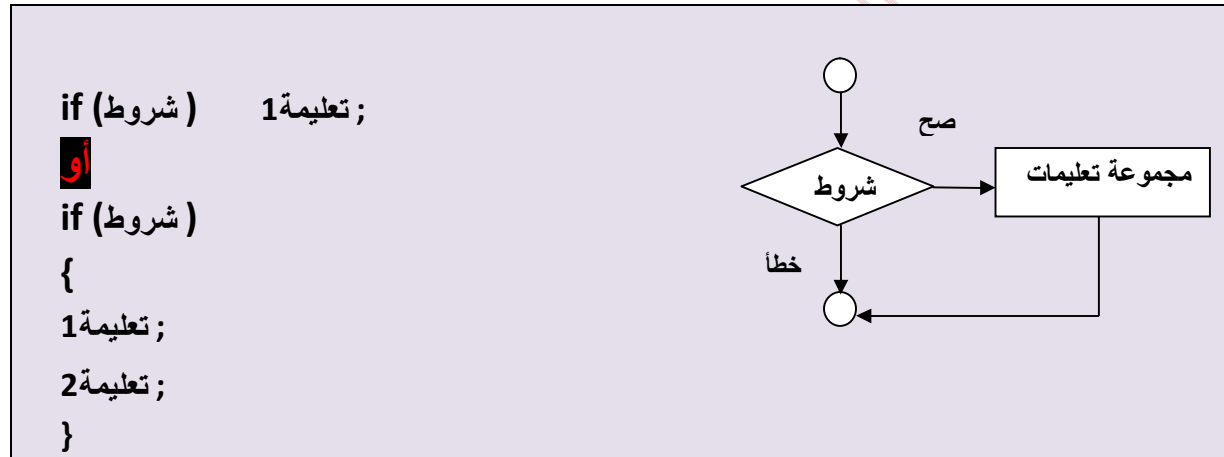 if (شروط) تعليمة1 ;
أو
if (شروط)
{
تعليمة1 ;
تعليمة2 ;
}
صح
شروط
مجموعة تعليمات
خطأ